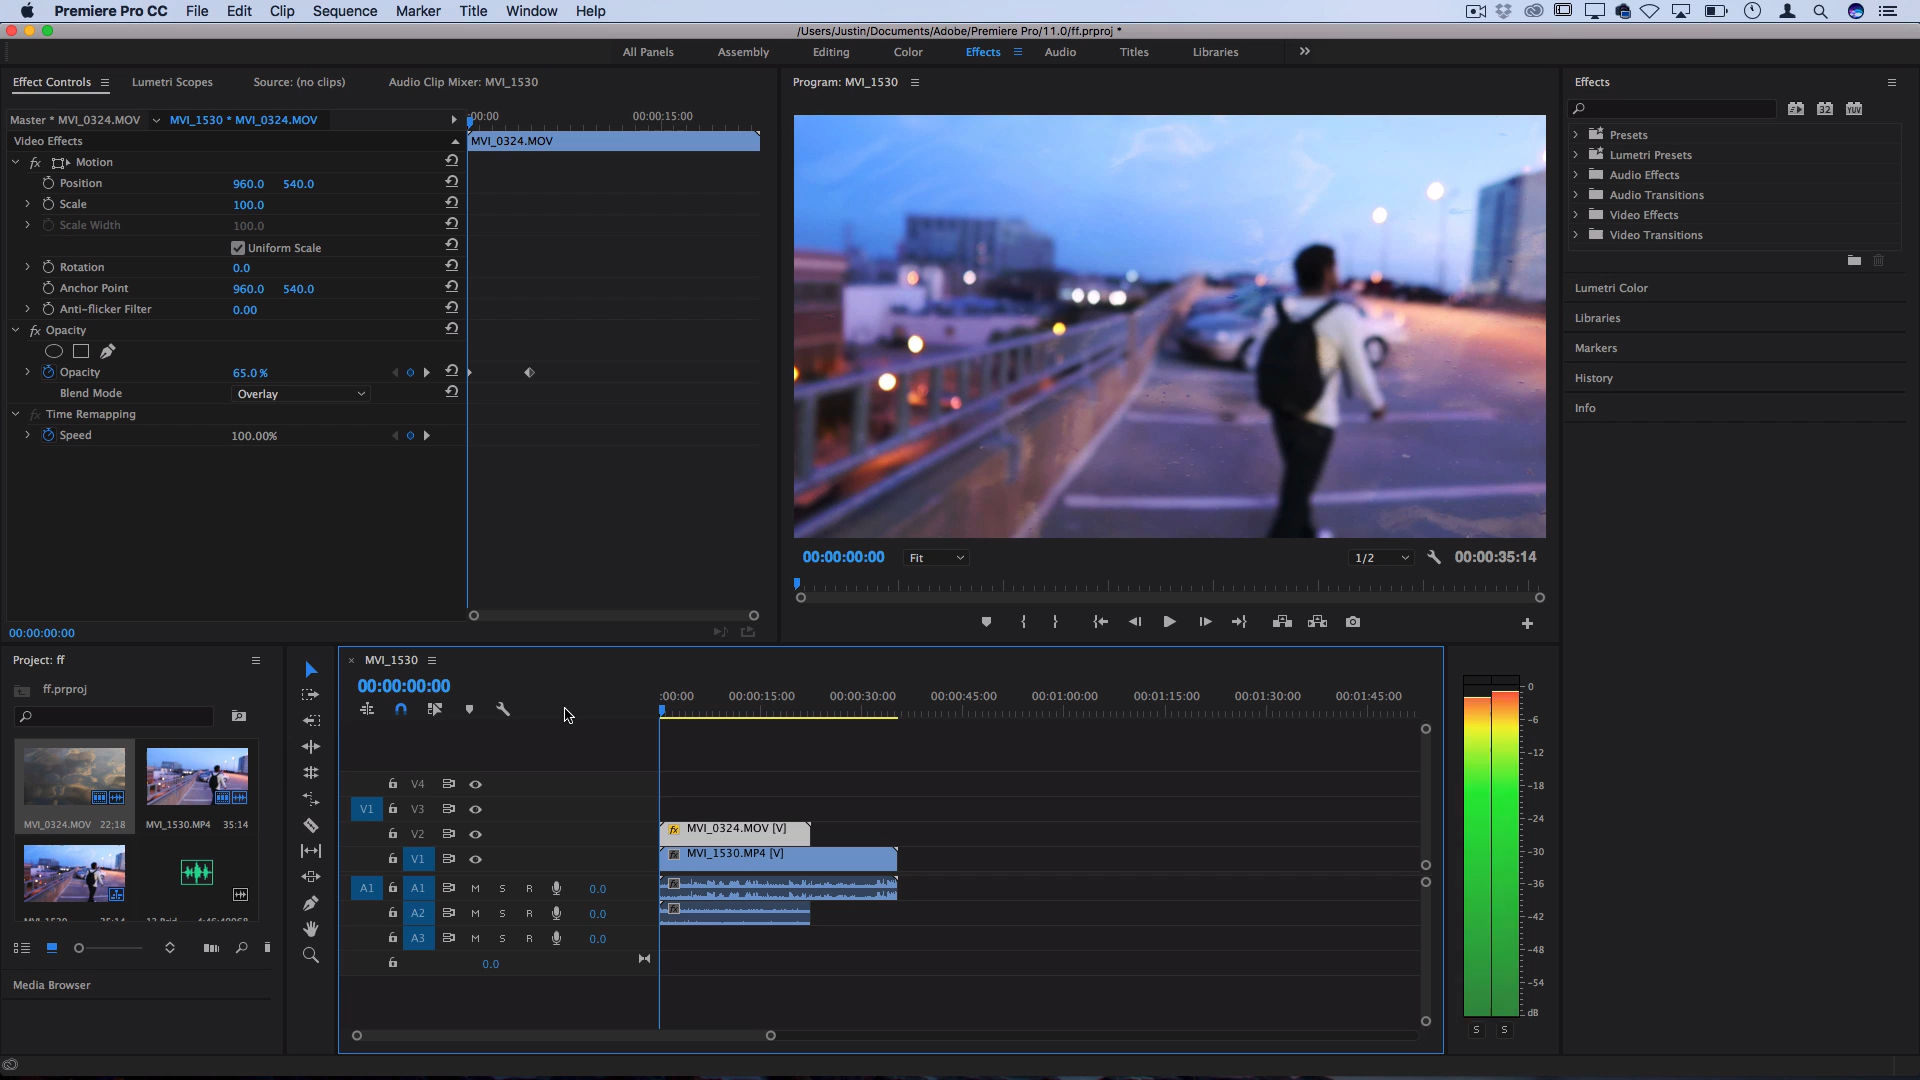 Premiere Pro CC File Edit Clip Sequence Marker Title Window Help
/Users/Justin/Documents/Adobe/Premiere Pro/11.0/ff.prproj *
All Panels Assembly Editing Color Effects Audio Titles Libraries
Effect Controls Lumetri Scopes Source: (no clips) Audio Clip Mixer: MVI_1530
Master * MVI_0324.MOV MVI_1530 * MVI_0324.MOV
:00:00 00:00:15:00
Video Effects
MVI_0324.MOV
fx Motion
Position 960.0 540.0
Scale 100.0
Scale Width 100.0
Uniform Scale
Rotation 0.0
Anchor Point 960.0 540.0
Anti-flicker Filter 0.00
fx Opacity
Opacity 65.0 %
Blend Mode Overlay
fx Time Remapping
Speed 100.00%
00:00:00:00
Program: MVI_1530
00:00:00:00 Fit 1/2 00:00:35:14
Effects
32 YUV
Presets
Lumetri Presets
Audio Effects
Audio Transitions
Video Effects
Video Transitions
Lumetri Color
Libraries
Markers
History
Info
Project: ff
ff.prproj
MVI_0324.MOV 22;18 MVI_1530.MP4 35:14
Media Browser
MVI_1530
00:00:00:00
:00:00 00:00:15:00 00:00:30:00 00:00:45:00 00:01:00:00 00:01:15:00 00:01:30:00 00:01:45:00
V4
V1 V3
V2 fx MVI_0324.MOV [V]
V1 fx MVI_1530.MP4 [V]
A1 A1 M S R 0.0
A2 M S R 0.0
A3 M S R 0.0
0.0
0
-6
-12
-18
-24
-30
-36
-42
-48
-54
dB
S S